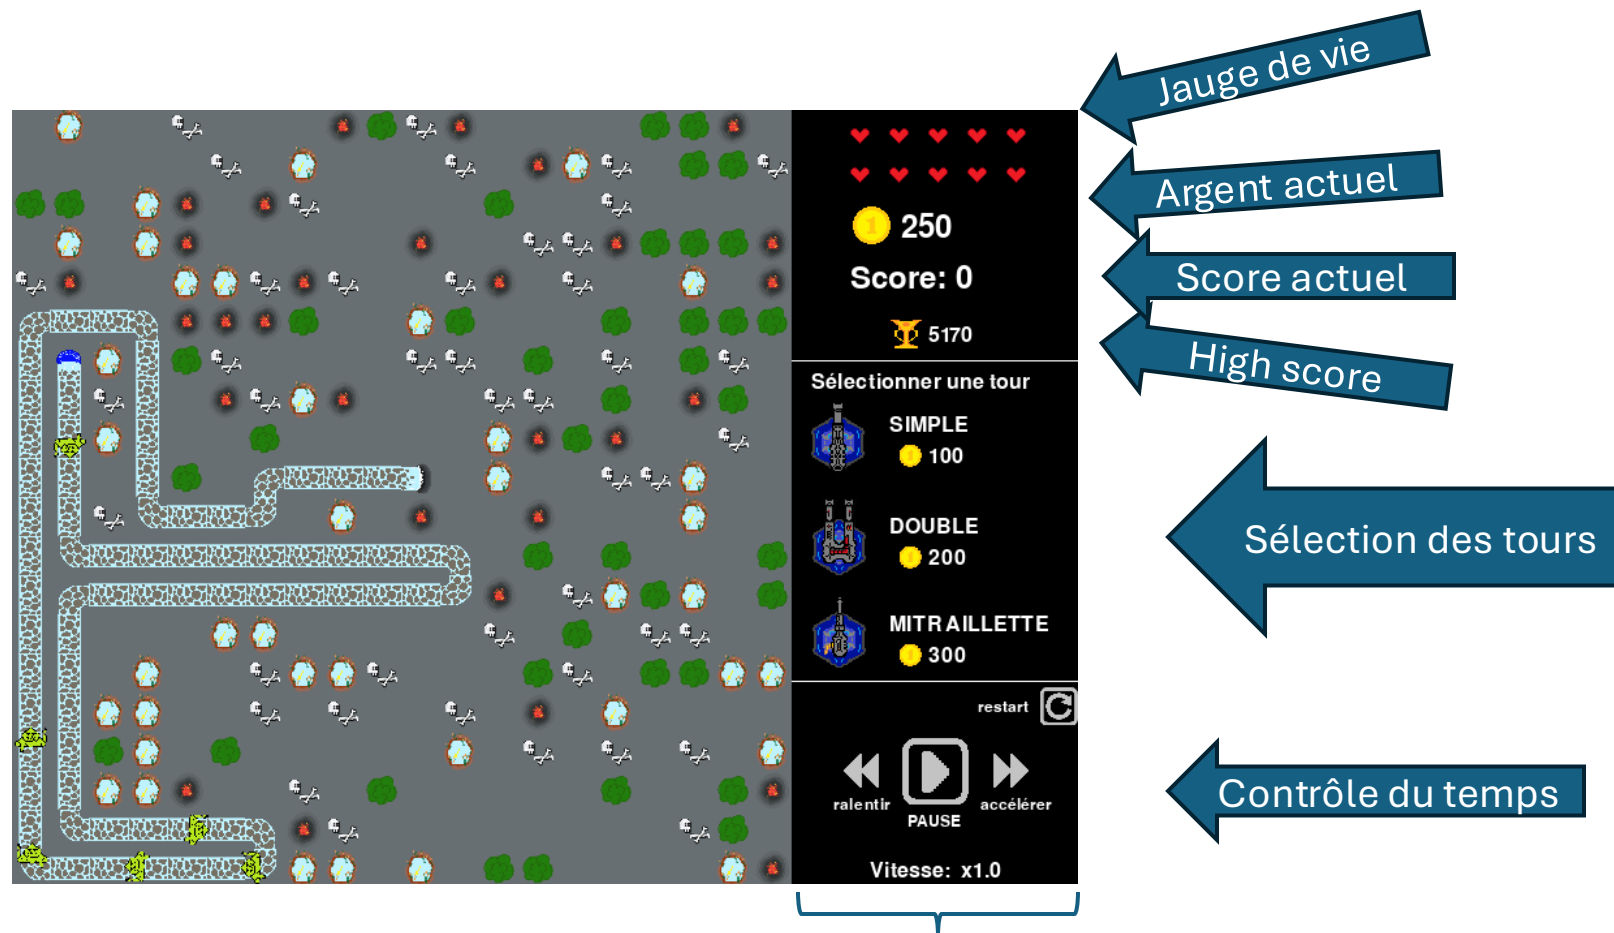 Jauge de vie
Argent actuel
250
Score: 0
Score actuel
5170
High score
Sélectionner une tour
SIMPLE
100
DOUBLE
200
Sélection des tours
MITRAILLETTE
300
restart
ralentir
accélérer
PAUSE
Contrôle du temps
Vitesse: x1.0